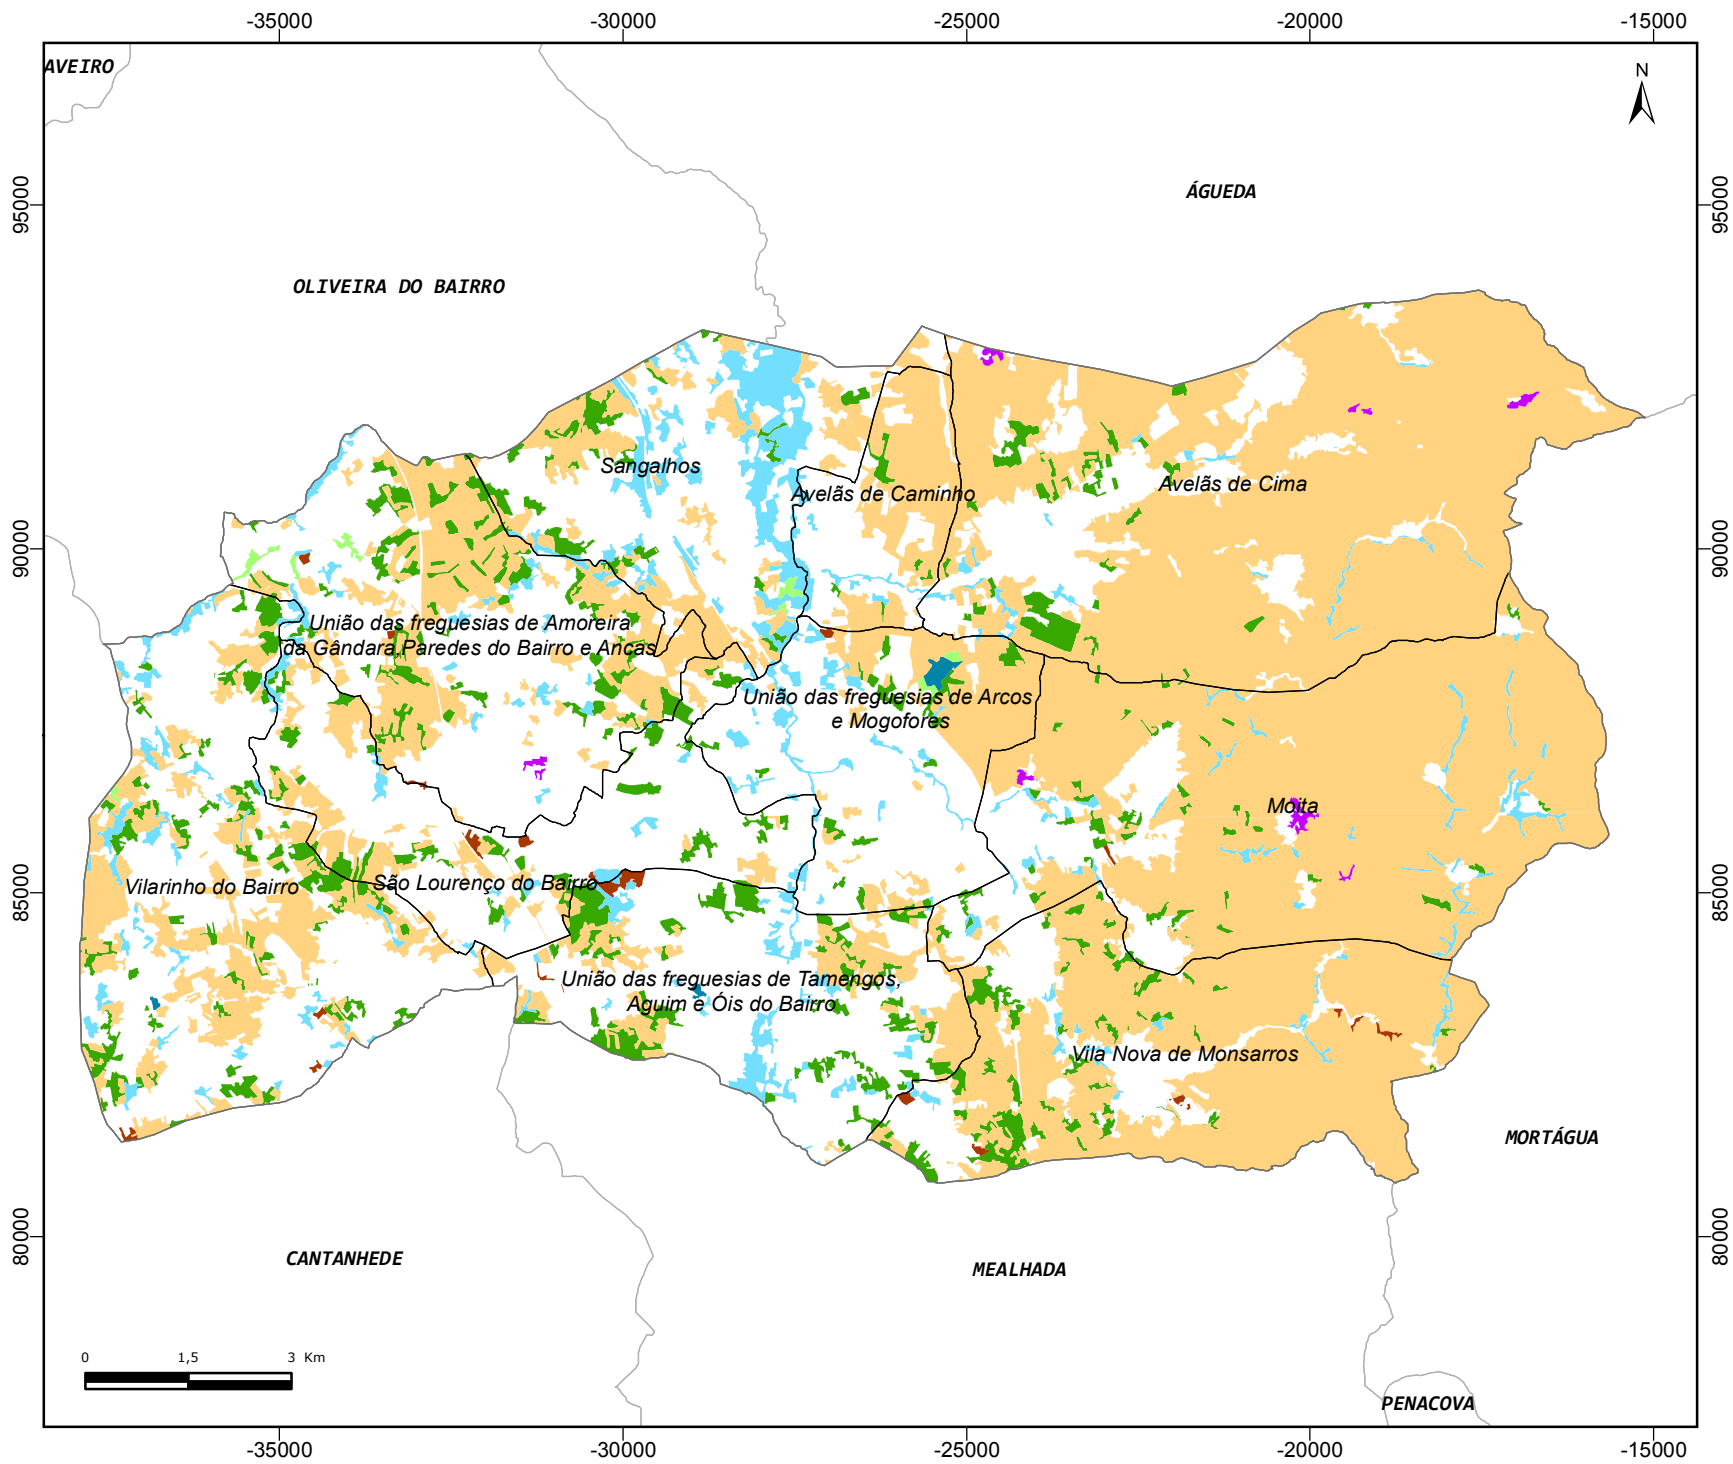 -35000 -30000 -25000 -20000 -15000
AVEIRO
N
95000 95000
ÁGUEDA
OLIVEIRA DO BAIRRO
Sangalhos
Avelãs de Caminho
Avelãs de Cima
90000 90000
União das freguesias de Amoreira
da Gândara,Paredes do Bairro e Ancas
União das freguesias de Arcos
e Mogofores
Moita
Vilarinho do Bairro
São Lourenço do Bairro
85000 85000
União das freguesias de Tamengos,
Aguim e Óis do Bairro
Vila Nova de Monsarros
MORTÁGUA
80000 80000
CANTANHEDE
MEALHADA
0 1,5 3 Km
PENACOVA
-35000 -30000 -25000 -20000 -15000